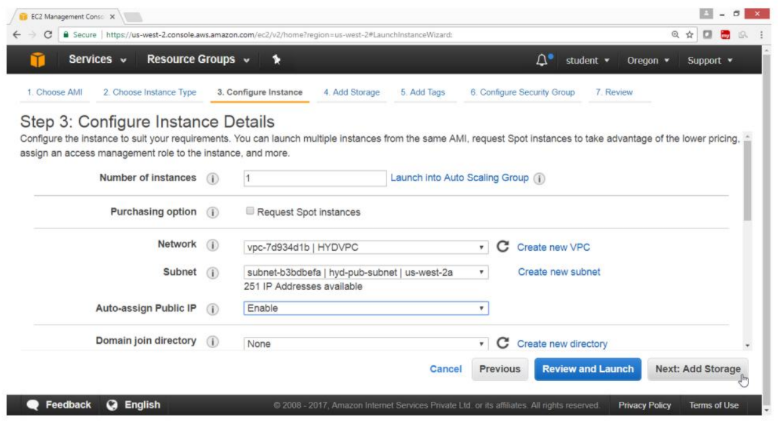 EC2 Management Conso
Secure | https://us-west-2.console.aws.amazon.com/ec2/v2/home?region=us-west-2#LaunchInstanceWizard:
Services Resource Groups student Oregon Support
1. Choose AMI 2. Choose Instance Type 3. Configure Instance 4. Add Storage 5. Add Tags 6. Configure Security Group 7. Review
Step 3: Configure Instance Details
Configure the instance to suit your requirements. You can launch multiple instances from the same AMI, request Spot instances to take advantage of the lower pricing,
assign an access management role to the instance, and more.
Number of instances 1 Launch into Auto Scaling Group
Purchasing option Request Spot instances
Network vpc-7d934d1b | HYDVPC Create new VPC
Subnet subnet-b3bdbefa | hyd-pub-subnet | us-west-2a Create new subnet
251 IP Addresses available
Auto-assign Public IP Enable
Domain join directory None Create new directory
Cancel Previous Review and Launch Next: Add Storage
Feedback English © 2008 - 2017, Amazon Internet Services Private Ltd. or its affiliates. All rights reserved. Privacy Policy Terms of Use